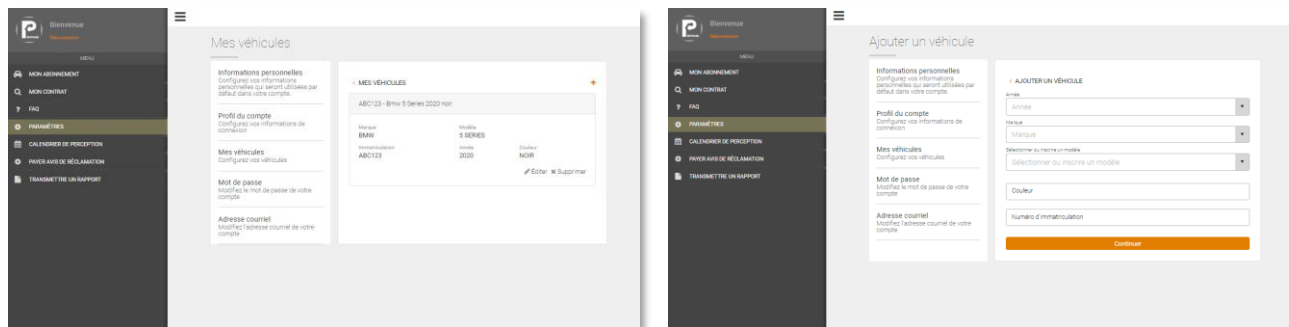 Bienvenue
MENU
MON ABONNEMENT
MON CONTRAT
? FAQ
PARAMÈTRES
CALENDRIER DE PERCEPTION
PAYER AVIS DE RÉCLAMATION
TRANSMETTRE UN RAPPORT
Mes véhicules
Informations personnelles
Configurez vos informations
personnelles qui seront utilisées par
défaut dans votre compte.
Profil du compte
Configurez vos informations de
connexion
Mes véhicules
Configurez vos véhicules
Mot de passe
Modifiez le mot de passe de votre
compte
Adresse courriel
Modifiez l'adresse courriel de votre
compte
‹ MES VÉHICULES +
ABC123 - Bmw 5 Series 2020 noir
Marque Modèle
BMW 5 SERIES
Immatriculation Année Couleur
ABC123 2020 NOIR
Éditer Supprimer
Bienvenue
MENU
MON ABONNEMENT
MON CONTRAT
? FAQ
PARAMÈTRES
CALENDRIER DE PERCEPTION
PAYER AVIS DE RÉCLAMATION
TRANSMETTRE UN RAPPORT
Ajouter un véhicule
Informations personnelles
Configurez vos informations
personnelles qui seront utilisées par
défaut dans votre compte.
Profil du compte
Configurez vos informations de
connexion
Mes véhicules
Configurez vos véhicules
Mot de passe
Modifiez le mot de passe de votre
compte
Adresse courriel
Modifiez l'adresse courriel de votre
compte
‹ AJOUTER UN VÉHICULE
Année
Année
Marque
Marque
Sélectionner ou inscrire un modèle
Sélectionner ou inscrire un modèle
Couleur
Numéro d'immatriculation
Continuer